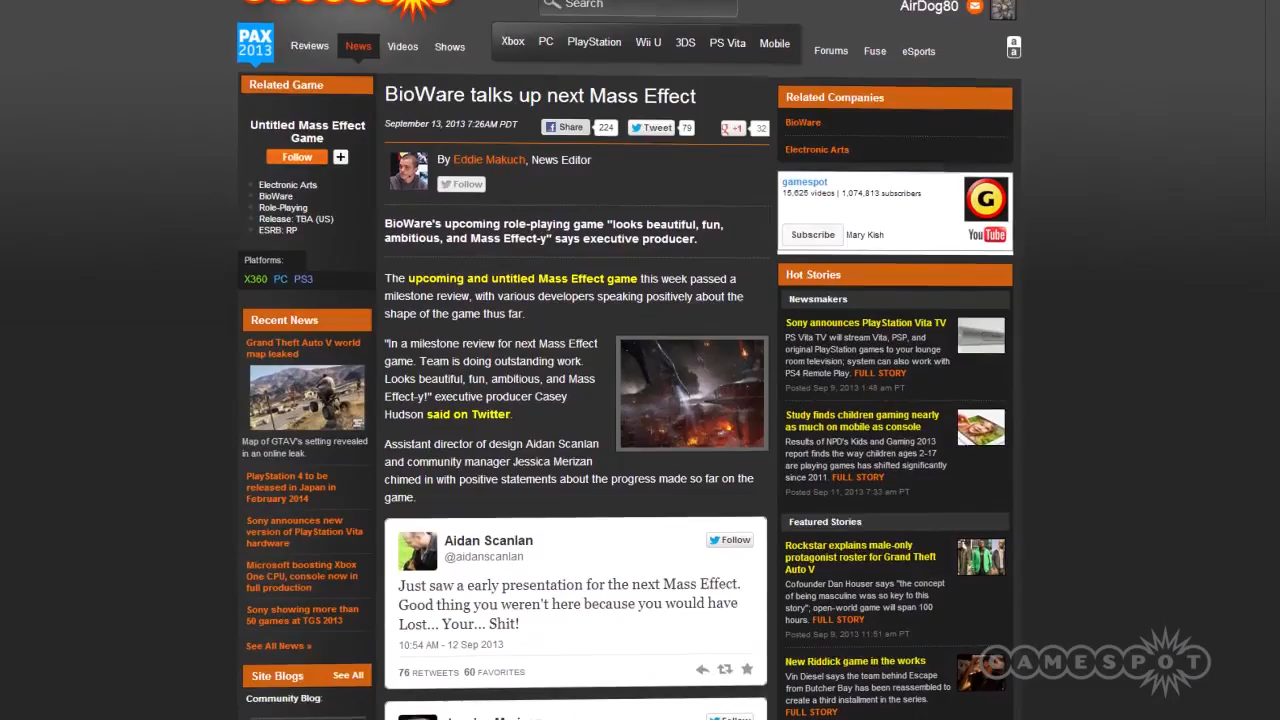 Search
AirDog80
PAX
2013
Reviews
News
Videos
Shows
Xbox
PC
PlayStation
Wii U
3DS
PS Vita
Mobile
Forums
Fuse
eSports
a
a
Related Game
Untitled Mass Effect
Game
Follow
+
Electronic Arts
BioWare
Role-Playing
Release: TBA (US)
ESRB: RP
Platforms:
X360 PC PS3
Recent News
Grand Theft Auto V world
map leaked
Map of GTAV's setting revealed
in an online leak.
PlayStation 4 to be
released in Japan in
February 2014
Sony announces new
version of PlayStation Vita
hardware
Microsoft boosting Xbox
One CPU, console now in
full production
Sony showing more than
50 games at TGS 2013
See All News »
Site Blogs
See All
Community Blog:
BioWare talks up next Mass Effect
September 13, 2013 7:26AM PDT
Share
224
Tweet
79
+1
32
By Eddie Makuch, News Editor
Follow
BioWare's upcoming role-playing game "looks beautiful, fun,
ambitious, and Mass Effect-y" says executive producer.
The upcoming and untitled Mass Effect game this week passed a
milestone review, with various developers speaking positively about the
shape of the game thus far.
"In a milestone review for next Mass Effect
game. Team is doing outstanding work.
Looks beautiful, fun, ambitious, and Mass
Effect-y!" executive producer Casey
Hudson said on Twitter.
Assistant director of design Aidan Scanlan
and community manager Jessica Merizan
chimed in with positive statements about the progress made so far on the
game.
Aidan Scanlan
@aidanscanlan
Follow
Just saw a early presentation for the next Mass Effect.
Good thing you weren't here because you would have
Lost... Your... Shit!
10:54 AM - 12 Sep 2013
76 RETWEETS 60 FAVORITES
Follow
Related Companies
BioWare
Electronic Arts
gamespot
15,625 videos | 1,074,813 subscribers
Subscribe
Mary Kish
G
YouTube
Hot Stories
Newsmakers
Sony announces PlayStation Vita TV
PS Vita TV will stream Vita, PSP, and
original PlayStation games to your lounge
room television; system can also work with
PS4 Remote Play. FULL STORY
Posted Sep 9, 2013 1:48 am PT
Study finds children gaming nearly
as much on mobile as console
Results of NPD's Kids and Gaming 2013
report finds the way children ages 2-17
are playing games has shifted significantly
since 2011. FULL STORY
Posted Sep 11, 2013 7:33 am PT
Featured Stories
Rockstar explains male-only
protagonist roster for Grand Theft
Auto V
Cofounder Dan Houser says "the concept
of being masculine was so key to this
story"; open-world game will span 100
hours. FULL STORY
Posted Sep 9, 2013 11:51 am PT
New Riddick game in the works
Vin Diesel says the team behind Escape
from Butcher Bay has been reassembled to
create a third installment in the series.
FULL STORY
GAMESPOT